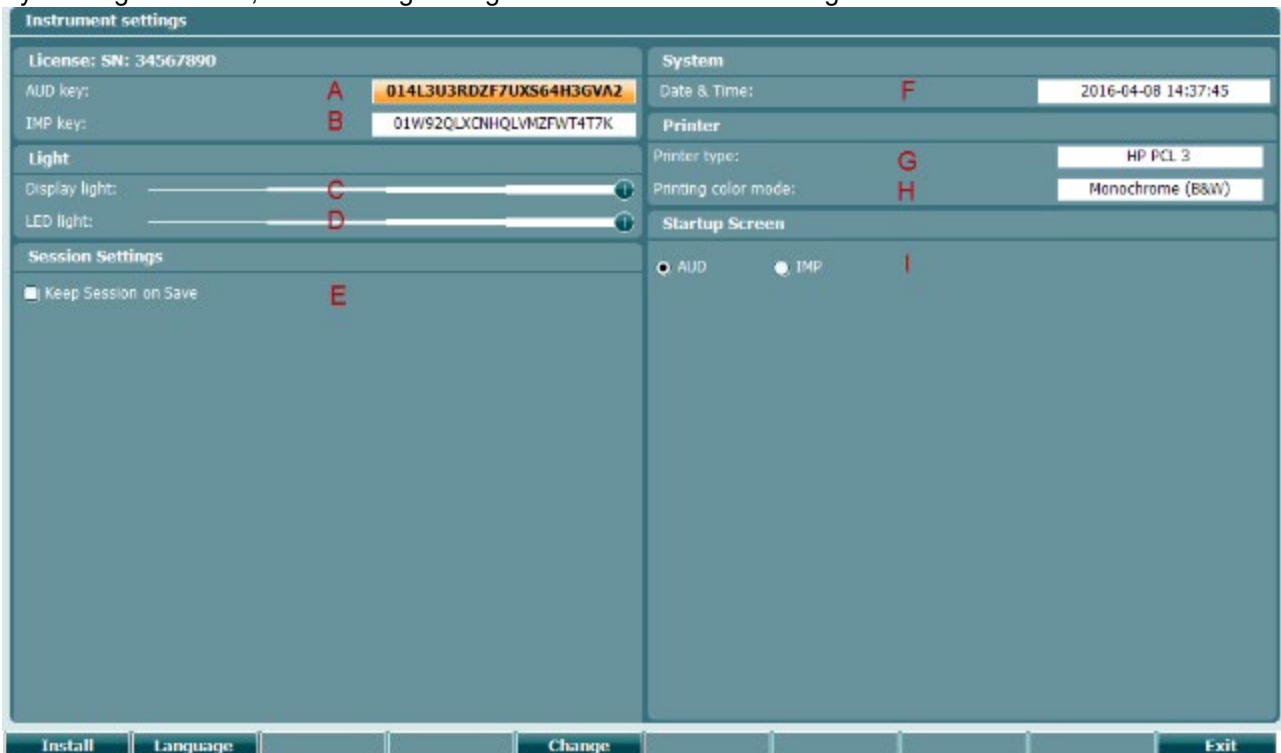 Instrument settings
License: SN: 34567890
AUD key: A 014L3U3RDZF7UXS64H3GVA2
IMP key: B 01W92QLXCNHQLVMZFWT4T7K
Light
Display light: C
LED light: D
Session Settings
Keep Session on Save E
System
Date & Time: F 2016-04-08 14:37:45
Printer
Printer type: G HP PCL 3
Printing color mode: H Monochrome (B&W)
Startup Screen
AUD IMP I
Install Language Change Exit